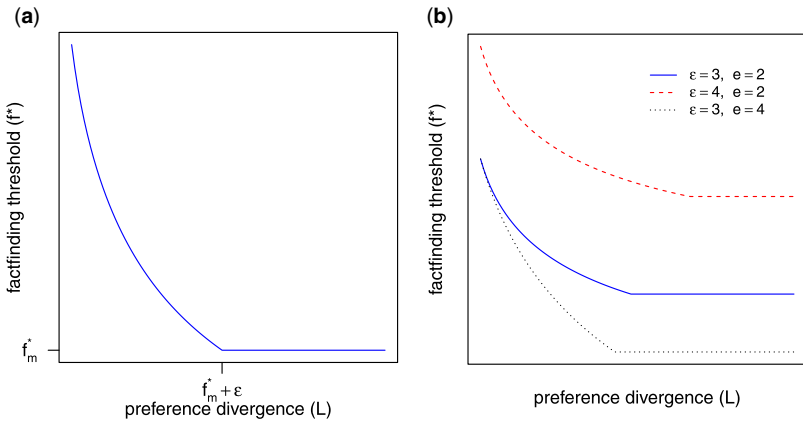 (a)
factfinding threshold (f*)
f*m
f*m + ε
preference divergence (L)
(b)
factfinding threshold (f*)
ε = 3, e = 2
ε = 4, e = 2
ε = 3, e = 4
preference divergence (L)